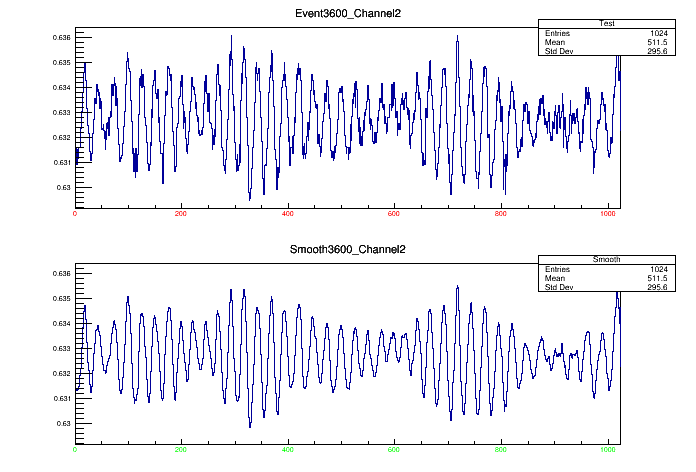 Event3600_Channel2
Test
Entries 1024
Mean 511.5
Std Dev 295.6
0.636
0.635
0.634
0.633
0.632
0.631
0.63
0 200 400 600 800 1000
Smooth3600_Channel2
Smooth
Entries 1024
Mean 511.5
Std Dev 295.6
0.636
0.635
0.634
0.633
0.632
0.631
0.63
0 200 400 600 800 1000